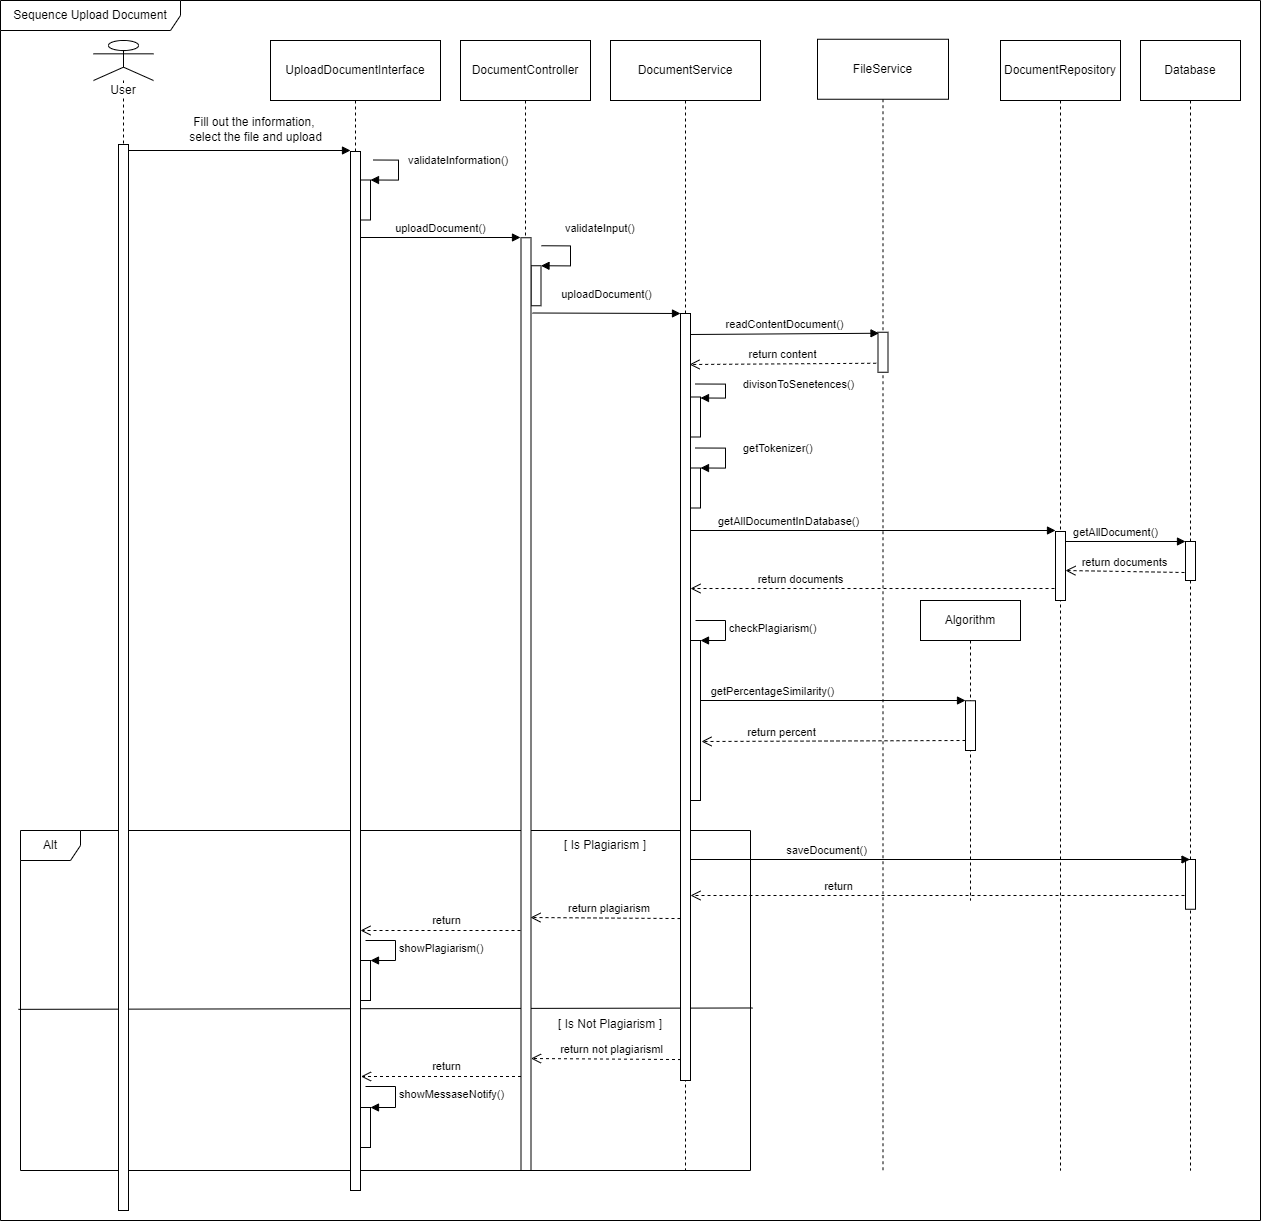 Sequence Upload Document
User
UploadDocumentInterface
DocumentController
DocumentService
FileService
DocumentRepository
Database
Fill out the information,
select the file and upload
validateInformation()
uploadDocument()
validateInput()
uploadDocument()
readContentDocument()
return content
divisonToSenetences()
getTokenizer()
getAllDocumentInDatabase()
getAllDocument()
return documents
return documents
Algorithm
checkPlagiarism()
getPercentageSimilarity()
return percent
Alt
[ Is Plagiarism ]
saveDocument()
return
return plagiarism
return
showPlagiarism()
[ Is Not Plagiarism ]
return not plagiarisml
return
showMessaseNotify()